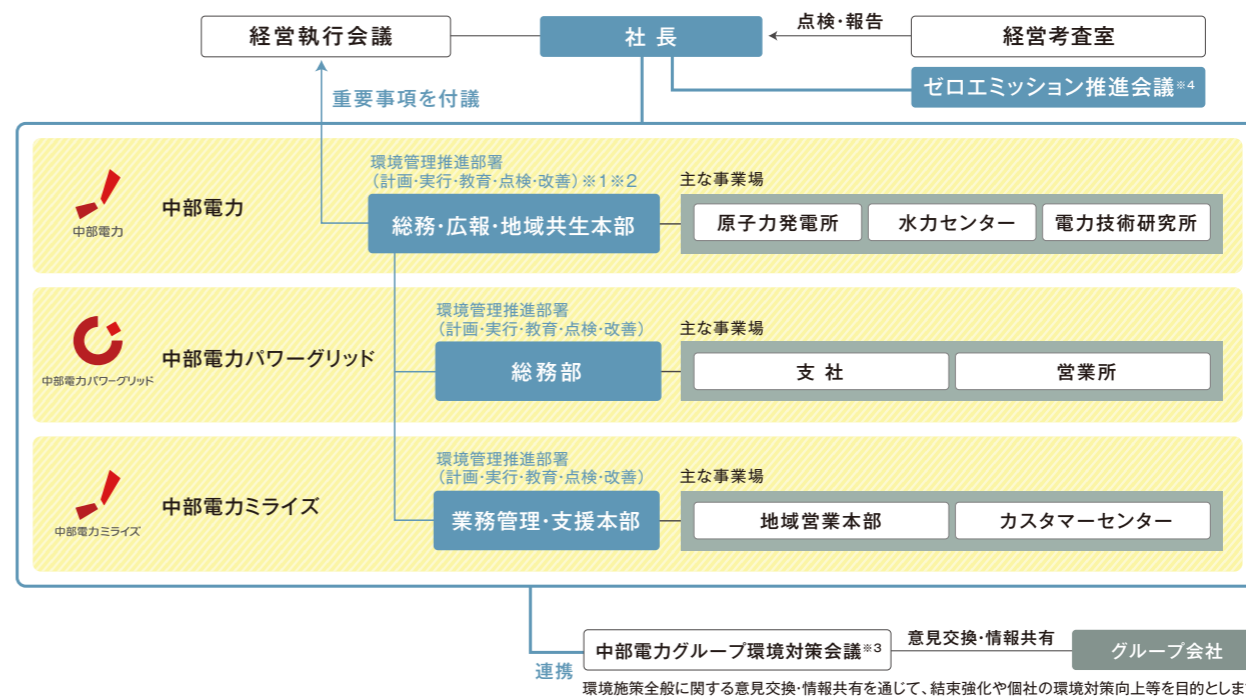 経営執行会議
社長
点検・報告
経営考査室
ゼロエミッション推進会議※4
重要事項を付議
環境管理推進部署
（計画・実行・教育・点検・改善）※1※2
主な事業場
中部電力
中部電力
総務・広報・地域共生本部
原子力発電所
水力センター
電力技術研究所
環境管理推進部署
（計画・実行・教育・点検・改善）
主な事業場
中部電力パワーグリッド
中部電力パワーグリッド
総務部
支社
営業所
環境管理推進部署
（計画・実行・教育・点検・改善）
主な事業場
中部電力ミライズ
中部電力ミライズ
業務管理・支援本部
地域営業本部
カスタマーセンター
連携
中部電力グループ環境対策会議※3
意見交換・情報共有
グループ会社
環境施策全般に関する意見交換・情報共有を通じて、結束強化や個社の環境対策向上等を目的としま